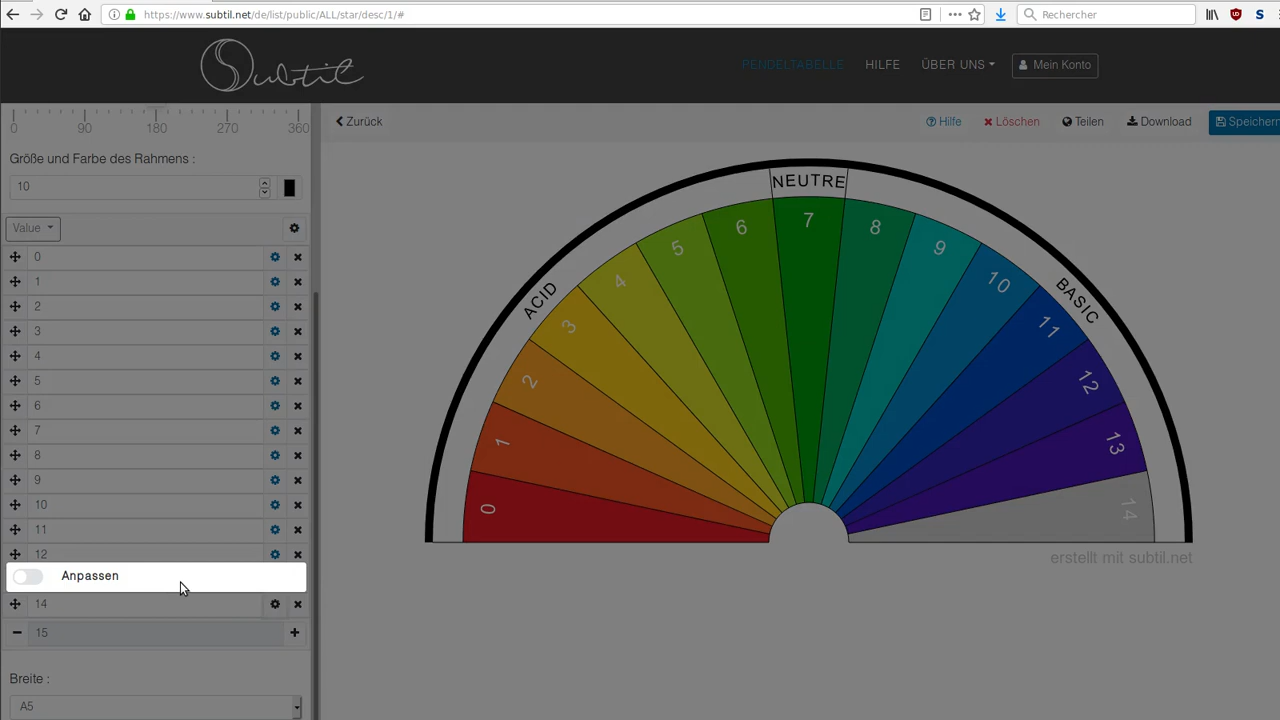 https://www.subtil.net/de/list/public/ALL/star/desc/1/#
Rechercher
Subtil
PENDELTABELLE
HILFE
ÜBER UNS
Mein Konto
0 90 180 270 360
Zurück
Hilfe
Löschen
Teilen
Download
Speichern
Größe und Farbe des Rahmens :
10
Value
0
1
2
3
4
5
6
7
8
9
10
11
12
Anpassen
14
15
Breite :
A5
ACID
NEUTRE
BASIC
0
1
2
3
4
5
6
7
8
9
10
11
12
13
14
erstellt mit subtil.net